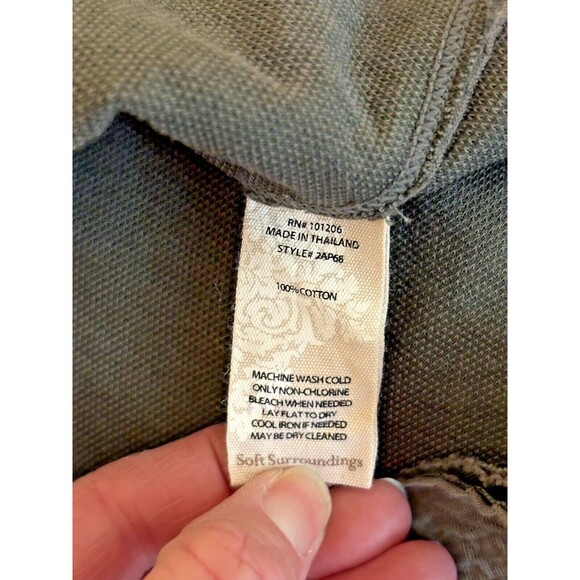 RN# 101206
MADE IN THAILAND
STYLE# 2AP66
100% COTTON
MACHINE WASH COLD
ONLY NON-CHLORINE
BLEACH WHEN NEEDED
LAY FLAT TO DRY
COOL IRON IF NEEDED
MAY BE DRY CLEANED
Soft Surroundings